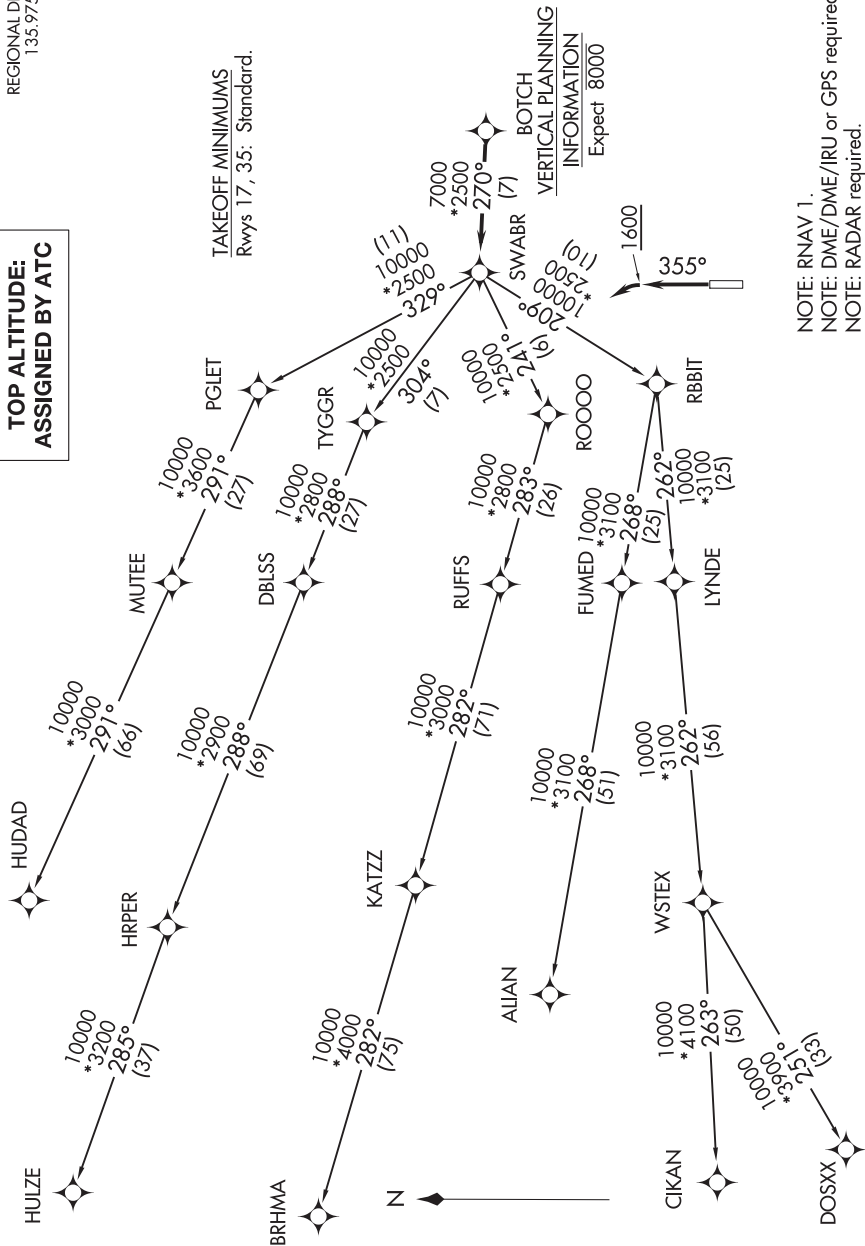 REGIONAL D
135.975
TOP ALTITUDE:
ASSIGNED BY ATC
TAKEOFF MINIMUMS
Rwys 17, 35: Standard.
BOTCH
VERTICAL PLANNING
INFORMATION
Expect 8000
7000
*2500
270°
(7)
SWABR
(11)
10000
*2500
329°
PGLET
10000
*3600
291°
(27)
MUTEE
10000
*3000
291°
(66)
HUDAD
10000
*2500
304°
(7)
TYGGR
10000
*2800
288°
(27)
DBLSS
10000
*2900
288°
(69)
HRPER
10000
*3200
285°
(37)
HULZE
10000
*2500
241°
(6)
ROOOO
10000
*2800
283°
(26)
RUFFS
10000
*3000
282°
(71)
KATZZ
10000
*4000
282°
(75)
BRHMA
(10)
*2500
10000
209°
RBBIT
10000
*3100
268°
(25)
FUMED
10000
*3100
268°
(51)
ALIAN
262°
10000
*3100
(25)
LYNDE
10000
*3100
262°
(56)
WSTEX
10000
*4100
263°
(50)
CIKAN
10000
*3900
251°
(33)
DOSXX
1600
355°
N
NOTE: RNAV 1.
NOTE: DME/DME/IRU or GPS required
NOTE: RADAR required.